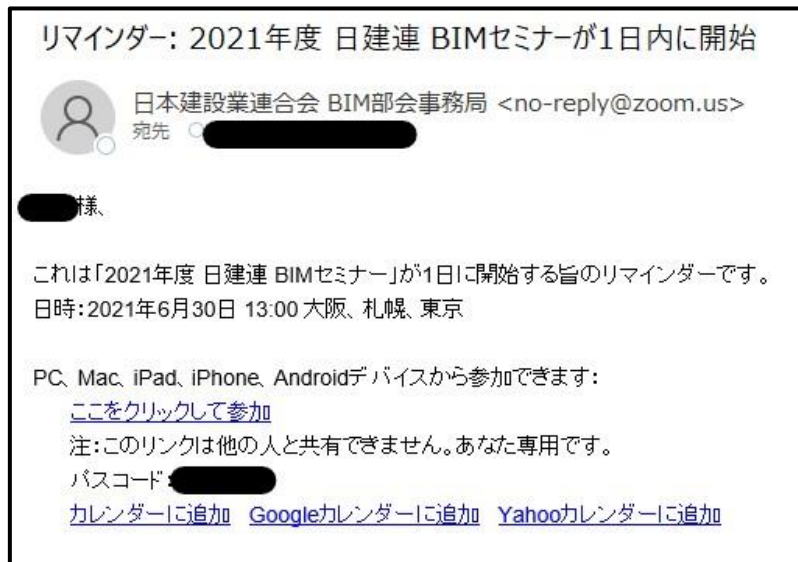 リマインダー: 2021年度 日建連 BIMセミナーが1日内に開始
日本建設業連合会 BIM部会事務局 <no-reply@zoom.us>
宛先
様、
これは「2021年度 日建連 BIMセミナー」が1日に開始する旨のリマインダーです。
日時：2021年6月30日 13:00 大阪、札幌、東京
PC、Mac、iPad、iPhone、Androidデバイスから参加できます：
ここをクリックして参加
注：このリンクは他の人と共有できません。あなた専用です。
パスコード：
カレンダーに追加 Googleカレンダーに追加 Yahooカレンダーに追加